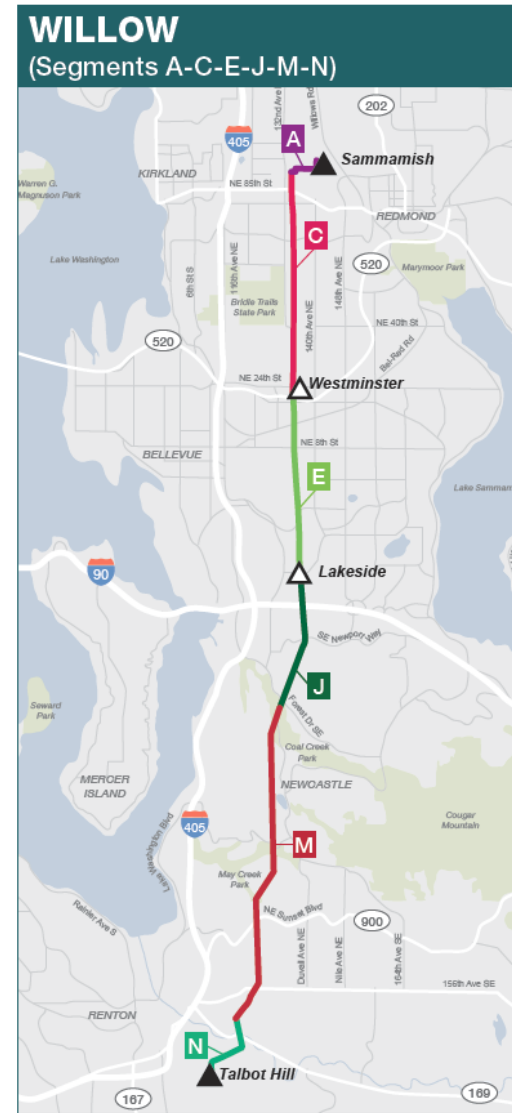 WILLOW
(Segments A-C-E-J-M-N)
132nd Ave
Willows Rd
202
405
A
Sammamish
KIRKLAND
Warren G.
Magnuson Park
NE 85th St
REDMOND
C
Lake Washington
6th St S
116th Ave NE
148th Ave NE
520
Marymoor Park
Bridle Trails
State Park
140th Ave NE
NE 40th St
520
Bel-Red Rd
NE 24th St
Westminster
NE 8th St
BELLEVUE
E
Lake Samman
90
Lakeside
SE Newport Way
J
Seward
Park
Forest Dr SE
Coal Creek
Park
MERCER
ISLAND
NEWCASTLE
Cougar
Mountain
405
Lake Washington Blvd
M
May Creek
Park
Rainier Ave S
NE Sunset Blvd
900
Duvall Ave NE
Nile Ave NE
164th Ave SE
156th Ave SE
RENTON
N
Talbot Hill
167
169